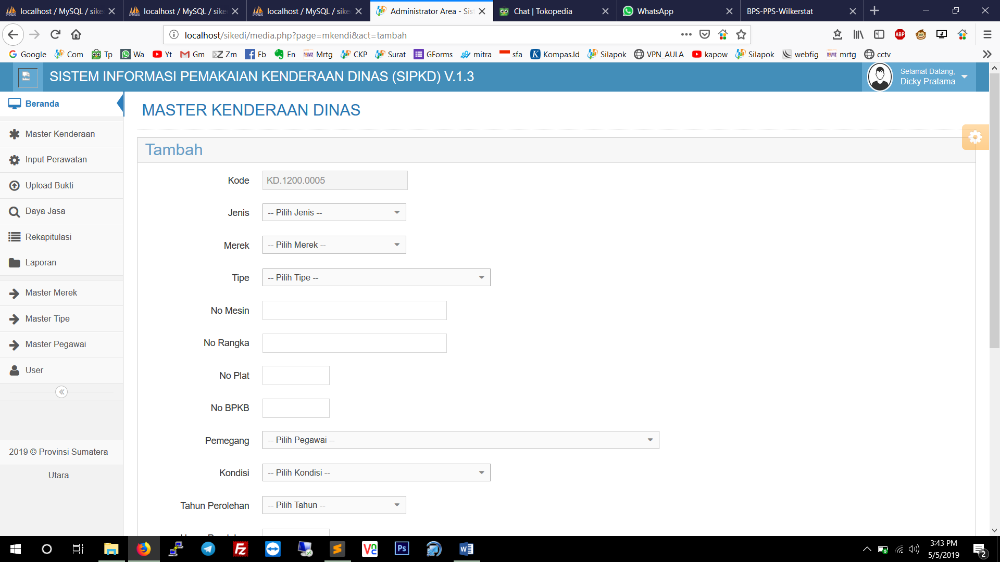 localhost / MySQL / sike
localhost / MySQL / sike
localhost / MySQL / sike
Administrator Area - Sis
Chat | Tokopedia
WhatsApp
BPS-PPS-Wilkerstat
localhost/sikedi/media.php?page=mkendi&act=tambah
ABP
Google
Com
Tp
Wa
Yt
Gm
Zm
Fb
En
Mrtg
CKP
Surat
GForms
mitra
sfa
Kompas.Id
Silapok
VPN_AULA
kapow
Silapok
webfig
mrtg
cctv
SISTEM INFORMASI PEMAKAIAN KENDERAAN DINAS (SIPKD) V.1.3
Selamat Datang,
Dicky Pratama
Beranda
Master Kenderaan
Input Perawatan
Upload Bukti
Daya Jasa
Rekapitulasi
Laporan
Master Merek
Master Tipe
Master Pegawai
User
2019 © Provinsi Sumatera
Utara
MASTER KENDERAAN DINAS
Tambah
Kode KD.1200.0005
Jenis -- Pilih Jenis --
Merek -- Pilih Merek --
Tipe -- Pilih Tipe --
No Mesin
No Rangka
No Plat
No BPKB
Pemegang -- Pilih Pegawai --
Kondisi -- Pilih Kondisi --
Tahun Perolehan -- Pilih Tahun --
3:43 PM
5/5/2019
2